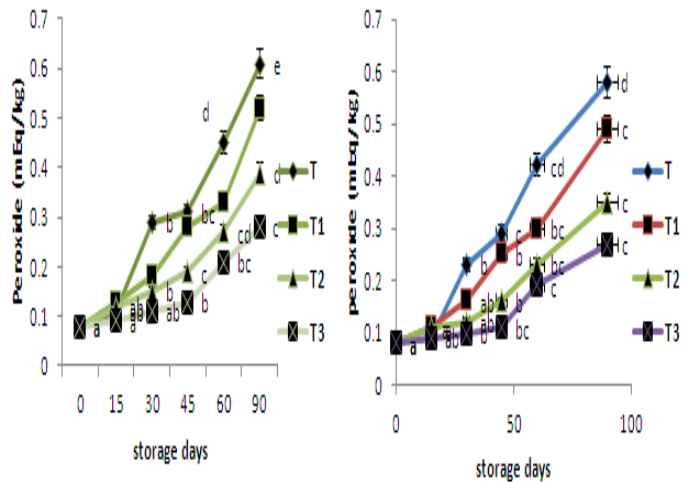 Peroxide (mEq/kg)
0.7
0.6
0.5
0.4
0.3
0.2
0.1
0
0 15 30 45 60 90
storage days
a
ab
a
b
b
ab
bc
c
b
d
cd
bc
e
d
c
T
T1
T2
T3
peroxide (mEq/kg)
0.7
0.6
0.5
0.4
0.3
0.2
0.1
0
0 50 100
storage days
a
ab
b
ab
b
c
b
ab
bc
cd
bc
bc
c
d
c
c
c
T
T1
T2
T3